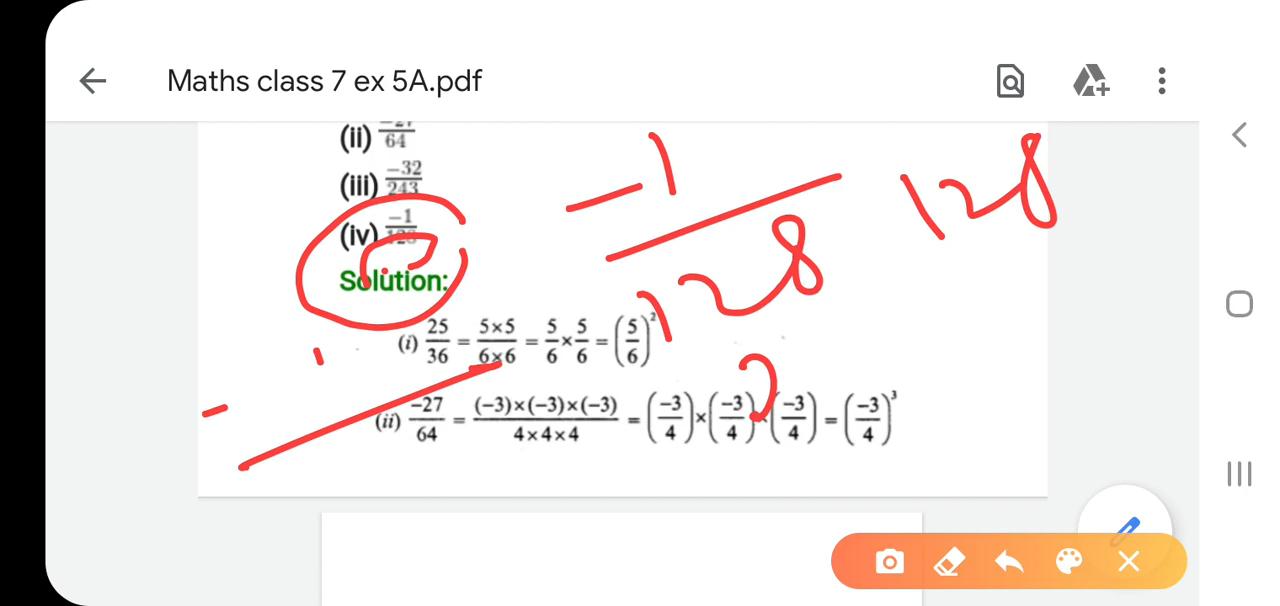 Maths class 7 ex 5A.pdf
(ii) -27/64
(iii) -32/243
(iv) -1/128
-1/128 128
Solution:
(i) 25/36 = 5×5/6×6 = 5/6 × 5/6 = (5/6)²
(ii) -27/64 = (-3)×(-3)×(-3)/4×4×4 = (-3/4)×(-3/4)×(-3/4) = (-3/4)³